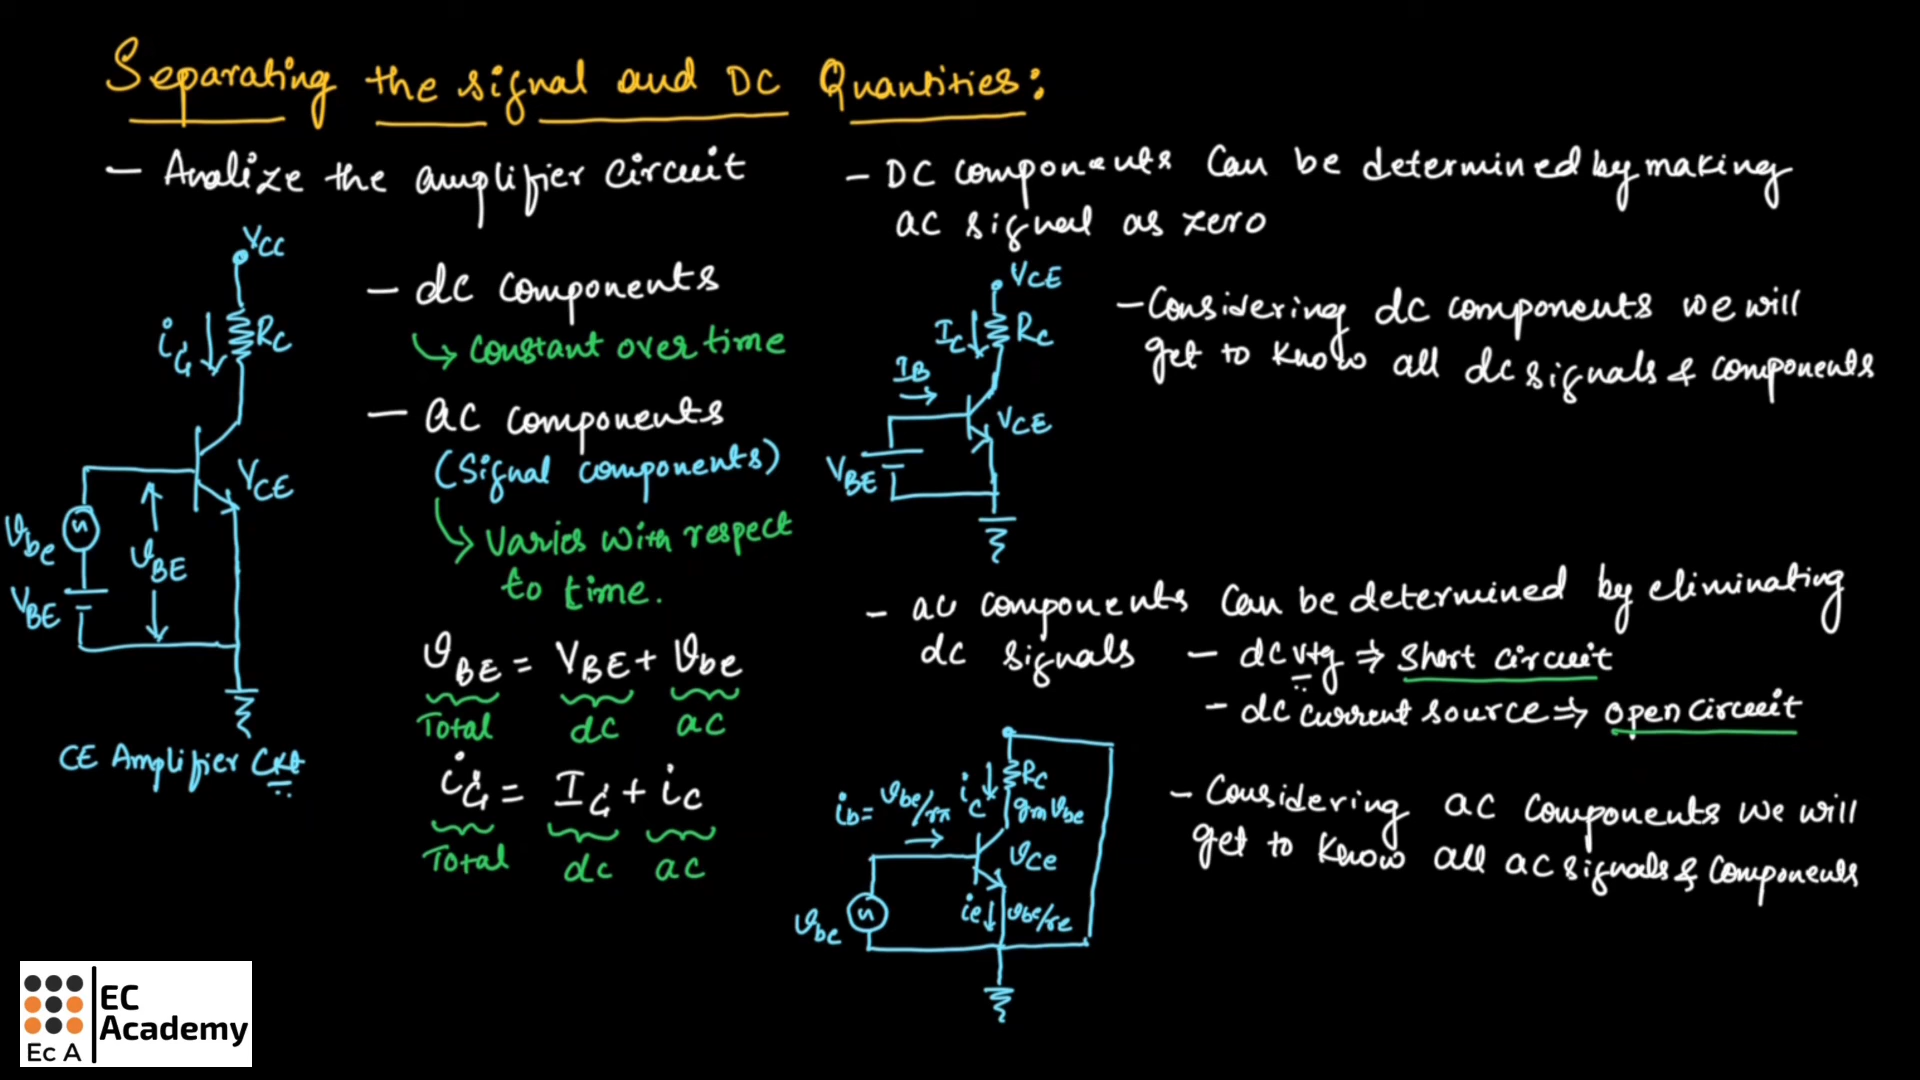 Separating the signal and DC Quantities:
- Analize the amplifier circuit
VCC
iC
RC
VCE
vbe
vBE
VBE
CE Amplifier Ckt
- dc components
↳ constant over time
- ac components
(Signal components)
↳ Varies with respect
to time.
vBE = VBE + vbe
Total dc ac
iC = IC + ic
Total dc ac
- DC components can be determined by making
ac signal as zero
VCE
IC
RC
IB
VCE
VBE
- Considering dc components we will
get to know all dc signals & components
- ac components can be determined by eliminating
dc signals
- dc vtg ⇒ short circuit
- dc current source ⇒ open circuit
RC
ic
gmvbe
ib = vbe/rπ
vce
ie
vbe/re
vbe
- Considering ac components we will
get to know all ac signals & components
EC
Academy
Ec A